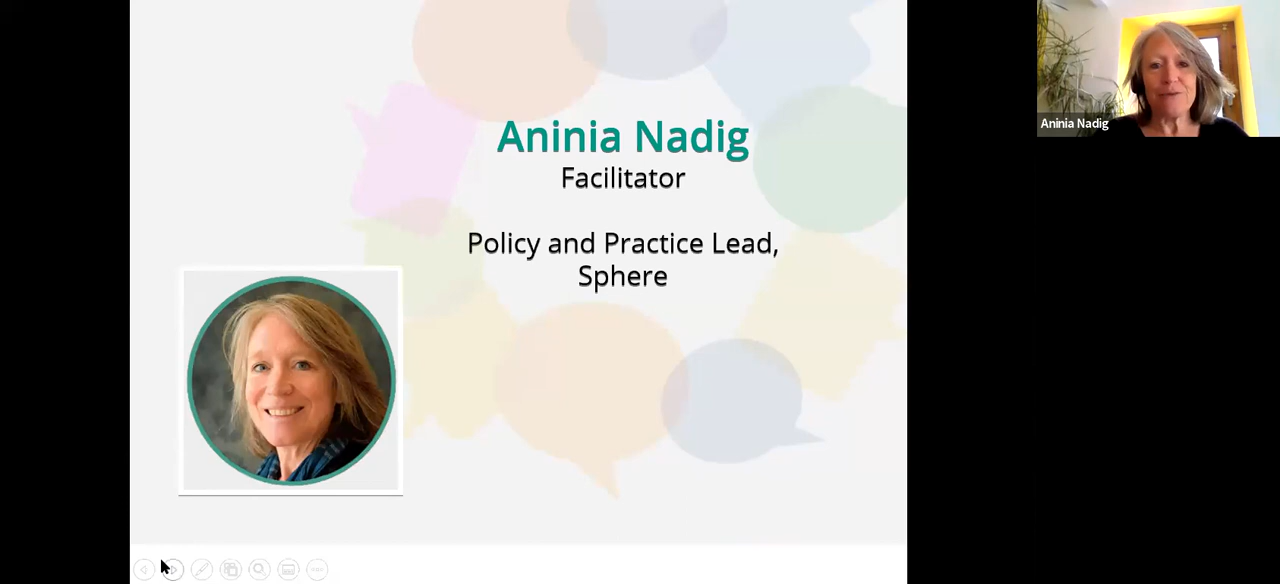 Aninia Nadig
Facilitator
Policy and Practice Lead,
Sphere
Aninia Nadig